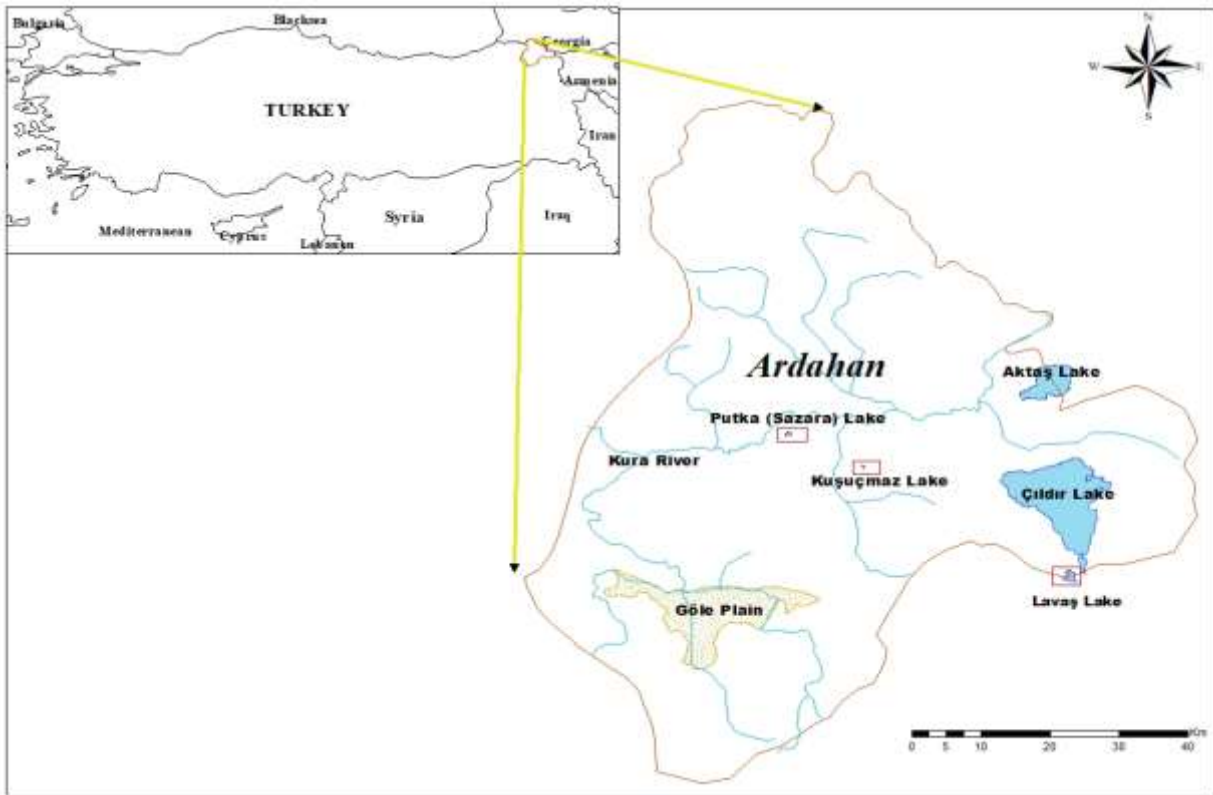 Bulgaria
Blacksea
Georgia
Armenia
TURKEY
Iran
Syria
Iraq
Mediterranean
Cyprus
Lebanon
N
W
E
S
Ardahan
Aktaş Lake
Putka (Sazara) Lake
Kura River
Kuşuçmaz Lake
Çıldır Lake
Lavaş Lake
Göle Plain
Km
0 5 10 20 30 40